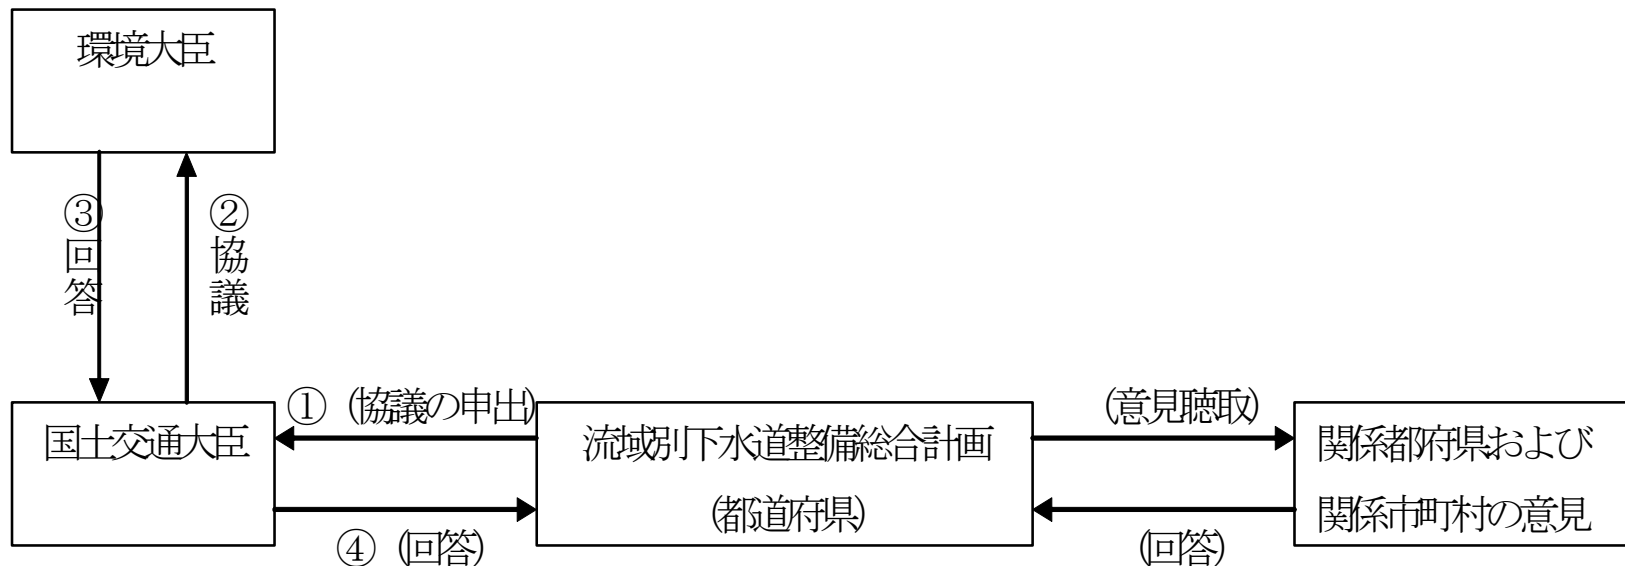 環境大臣
③回答
②協議
①（協議の申出）
（意見聴取）
国土交通大臣
流域別下水道整備総合計画
（都道府県）
関係都府県および
関係市町村の意見
④（回答）
（回答）